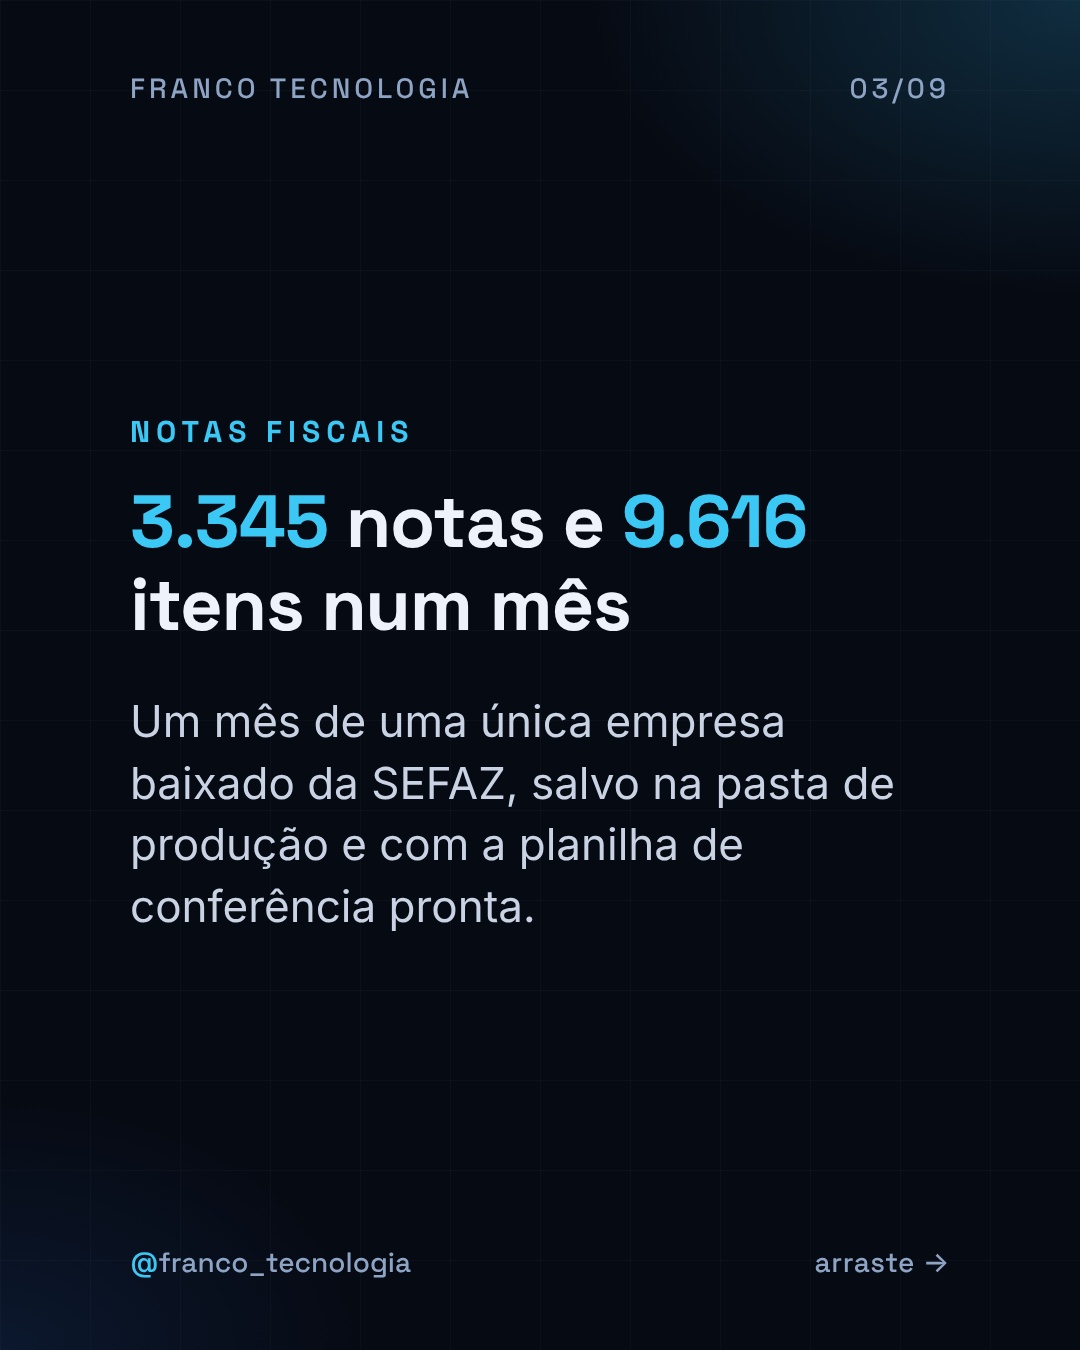 FRANCO TECNOLOGIA
03/09
NOTAS FISCAIS
3.345 notas e 9.616
itens num mês
Um mês de uma única empresa
baixado da SEFAZ, salvo na pasta de
produção e com a planilha de
conferência pronta.
@franco_tecnologia
arraste →